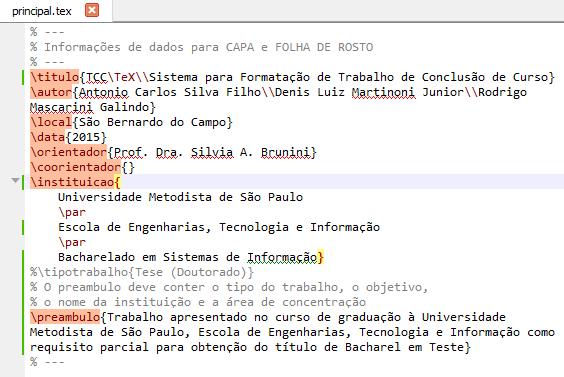 principal.tex
% ---
% Informações de dados para CAPA e FOLHA DE ROSTO
% ---
\titulo{TCC\TeX\\Sistema para Formatação de Trabalho de Conclusão de Curso}
\autor{Antonio Carlos Silva Filho\\Denis Luiz Martinoni Junior\\Rodrigo
Mascarini Galindo}
\local{São Bernardo do Campo}
\data{2015}
\orientador{Prof. Dra. Silvia A. Brunini}
\coorientador{}
\instituicao{
Universidade Metodista de São Paulo
\par
Escola de Engenharias, Tecnologia e Informação
\par
Bacharelado em Sistemas de Informação}
%\tipotrabalho{Tese (Doutorado)}
% O preambulo deve conter o tipo do trabalho, o objetivo,
% o nome da instituição e a área de concentração
\preambulo{Trabalho apresentado no curso de graduação à Universidade
Metodista de São Paulo, Escola de Engenharias, Tecnologia e Informação como
requisito parcial para obtenção do título de Bacharel em Teste}
% ---